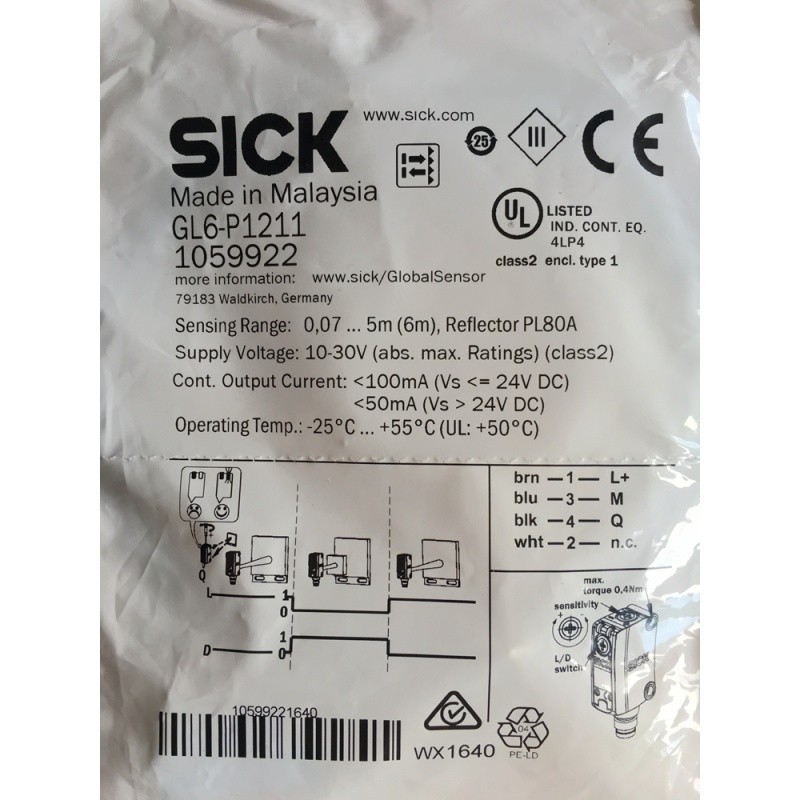 SICK www.sick.com
25 III CE
Made in Malaysia
GL6-P1211
1059922
UL LISTED
IND. CONT. EQ.
4LP4
class2 encl. type 1
more information: www.sick/GlobalSensor
79183 Waldkirch, Germany
Sensing Range: 0,07 ... 5m (6m), Reflector PL80A
Supply Voltage: 10-30V (abs. max. Ratings) (class2)
Cont. Output Current: <100mA (Vs <= 24V DC)
<50mA (Vs > 24V DC)
Operating Temp.: -25°C ... +55°C (UL: +50°C)
brn — 1 — L+
blu — 3 — M
blk — 4 — Q
wht — 2 — n.c.
Q
L 1
0
D 1
0
max.
torque 0,4Nm
sensitivity
- +
L/D
switch
SICK
10599221640
WX1640
04
PE-LD